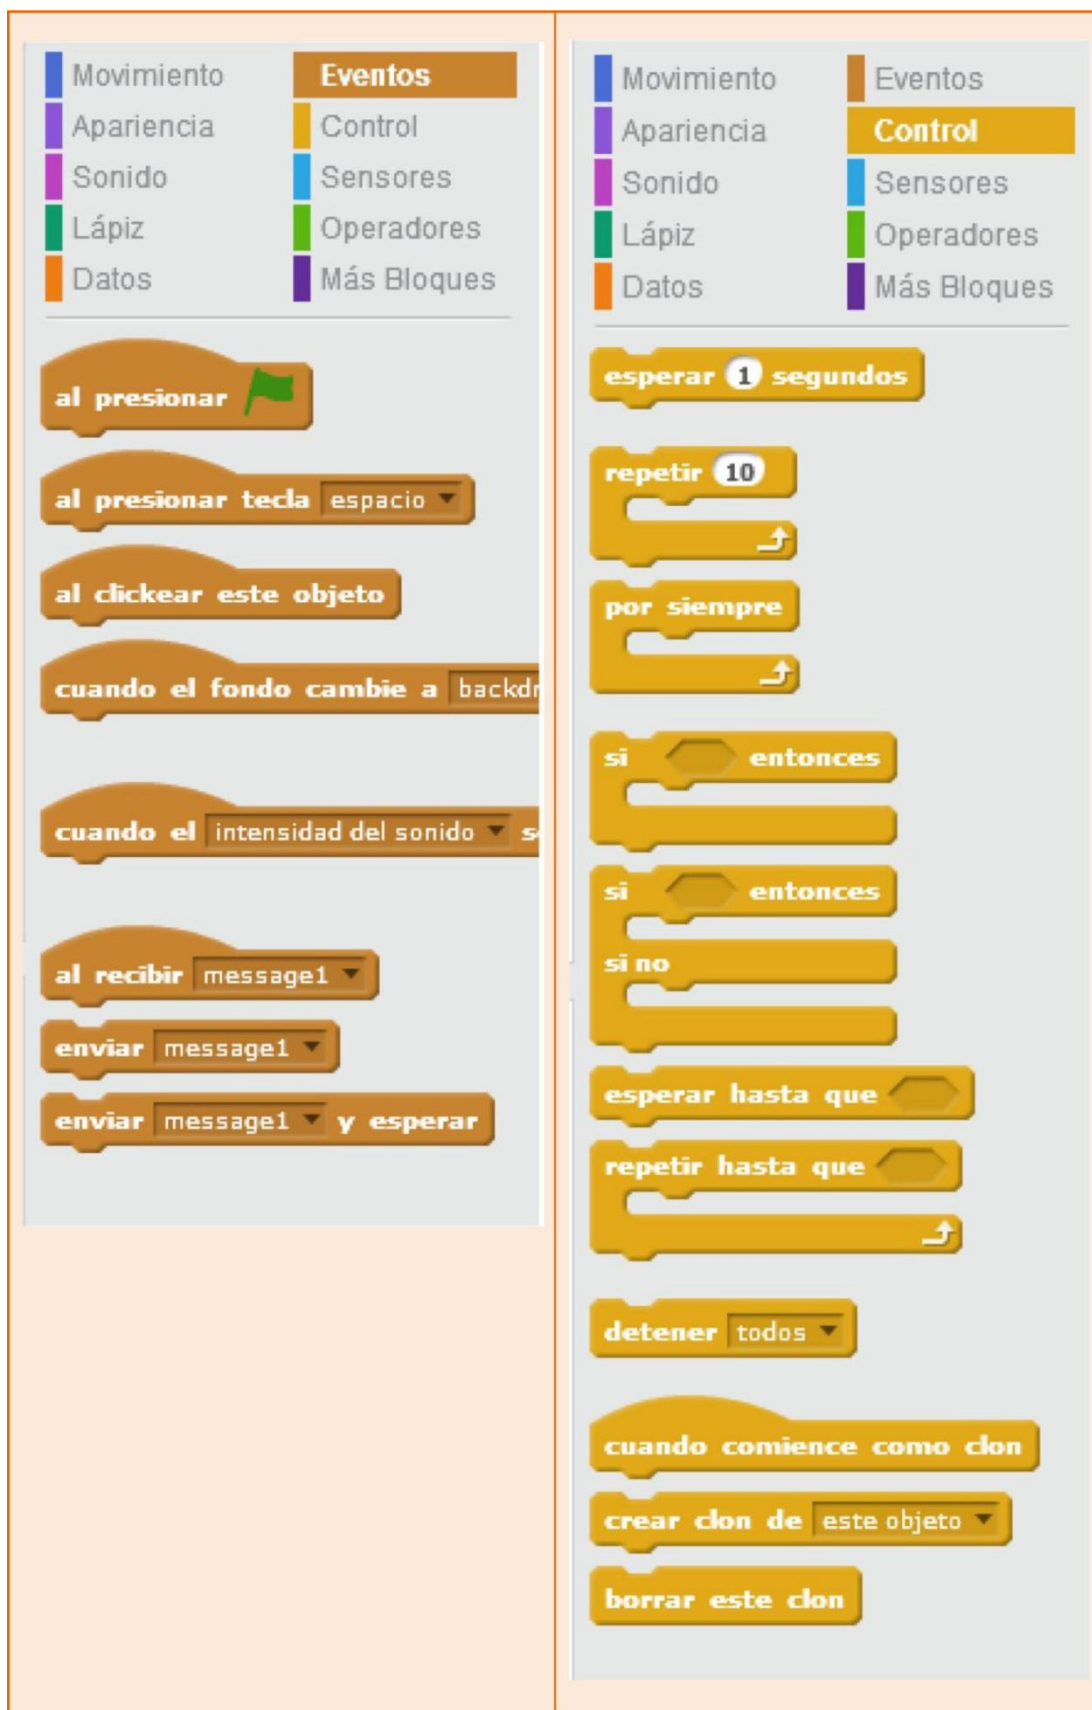 Movimiento Eventos
Apariencia Control
Sonido Sensores
Lápiz Operadores
Datos Más Bloques
al presionar
al presionar tecla espacio
al clickear este objeto
cuando el fondo cambie a backdr
cuando el intensidad del sonido s
al recibir message1
enviar message1
enviar message1 y esperar
Movimiento Eventos
Apariencia Control
Sonido Sensores
Lápiz Operadores
Datos Más Bloques
esperar 1 segundos
repetir 10
por siempre
si entonces
si entonces
si no
esperar hasta que
repetir hasta que
detener todos
cuando comience como clon
crear clon de este objeto
borrar este clon